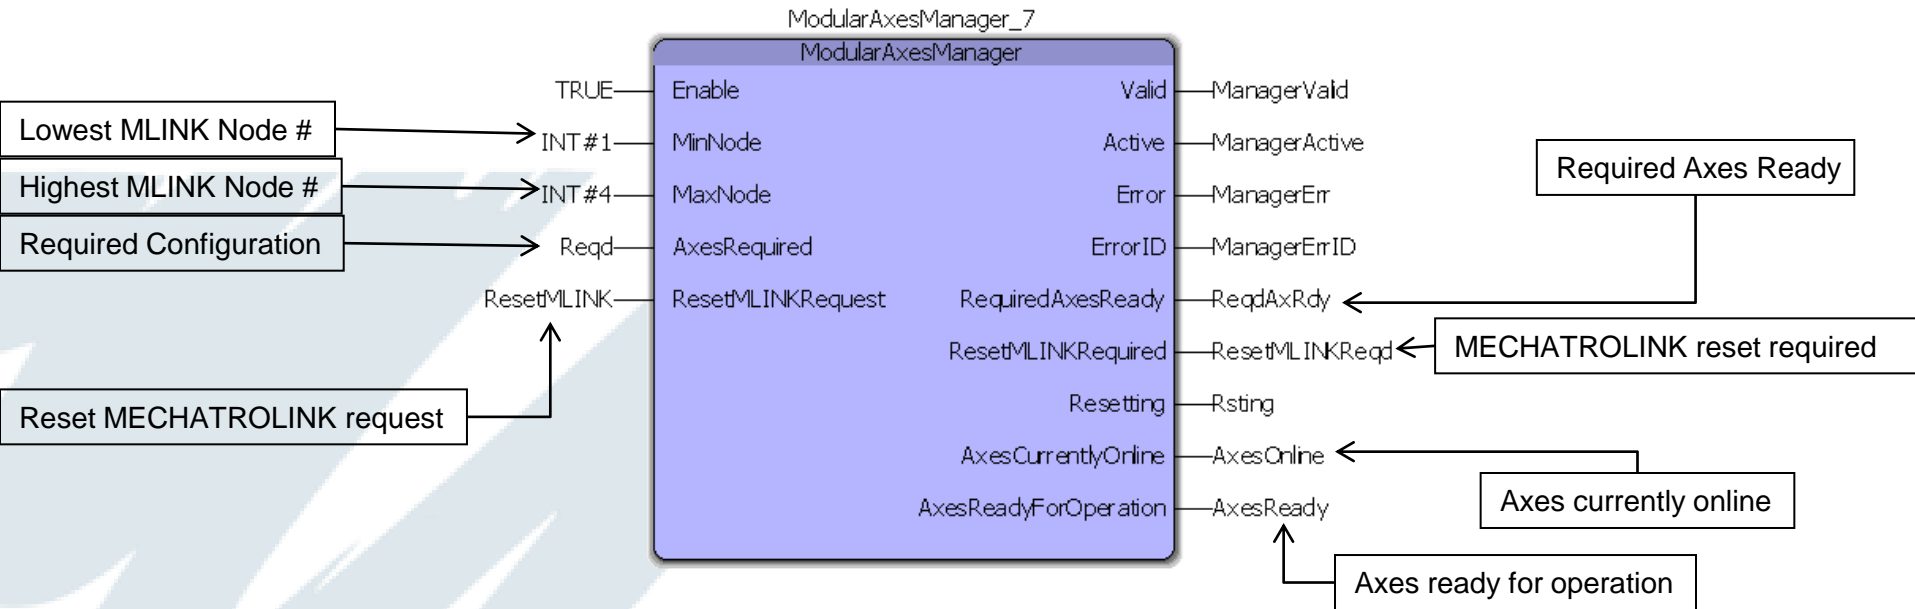 ModularAxesManager_7
ModularAxesManager
TRUE Enable Valid ManagerValid
Lowest MLINK Node # INT#1 MinNode Active ManagerActive
Required Axes Ready
Highest MLINK Node # INT#4 MaxNode Error ManagerErr
Required Configuration Reqd AxesRequired ErrorID ManagerErrID
ResetMLINK ResetMLINKRequest RequiredAxesReady ReqdAxRdy
ResetMLINKRequired ResetMLINKReqd MECHATROLINK reset required
Reset MECHATROLINK request Resetting Rsting
AxesCurrentlyOnline AxesOnline
Axes currently online
AxesReadyForOperation AxesReady
Axes ready for operation